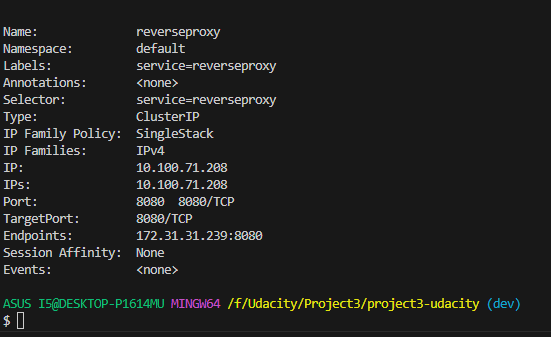 Name: reverseproxy
Namespace: default
Labels: service=reverseproxy
Annotations: <none>
Selector: service=reverseproxy
Type: ClusterIP
IP Family Policy: SingleStack
IP Families: IPv4
IP: 10.100.71.208
IPs: 10.100.71.208
Port: 8080 8080/TCP
TargetPort: 8080/TCP
Endpoints: 172.31.31.239:8080
Session Affinity: None
Events: <none>
ASUS I5@DESKTOP-P1614MU MINGW64 /f/Udacity/Project3/project3-udacity (dev)
$